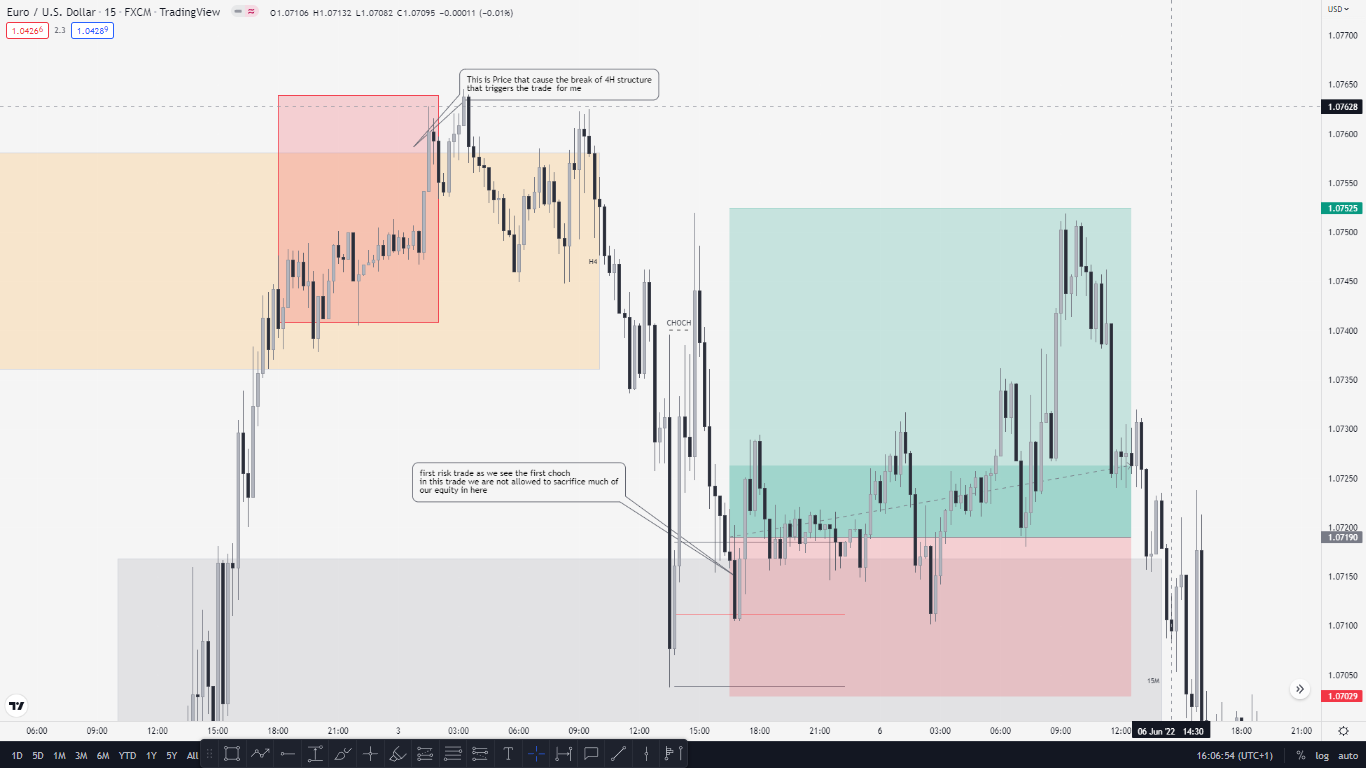 Euro / U.S. Dollar · 15 · FXCM · TradingView
O1.07106 H1.07132 L1.07082 C1.07095 −0.00011 (−0.01%)
1.04266 2.3 1.04289
USD
This is Price that cause the break of 4H structure
that triggers the trade for me
H4
CHOCH
first risk trade as we see the first choch
in this trade we are not allowed to sacrifice much of
our equity in here
15M
1.07700
1.07650
1.07628
1.07600
1.07550
1.07525
1.07500
1.07450
1.07400
1.07350
1.07300
1.07250
1.07200
1.07190
1.07150
1.07100
1.07050
1.07029
06:00 09:00 12:00 15:00 18:00 21:00 3 03:00 06:00 09:00 15:00 18:00 21:00 6 03:00 06:00 09:00 12:00 06 Jun '22 14:30 18:00 21:00
1D 5D 1M 3M 6M YTD 1Y 5Y All
16:06:54 (UTC+1) % log auto